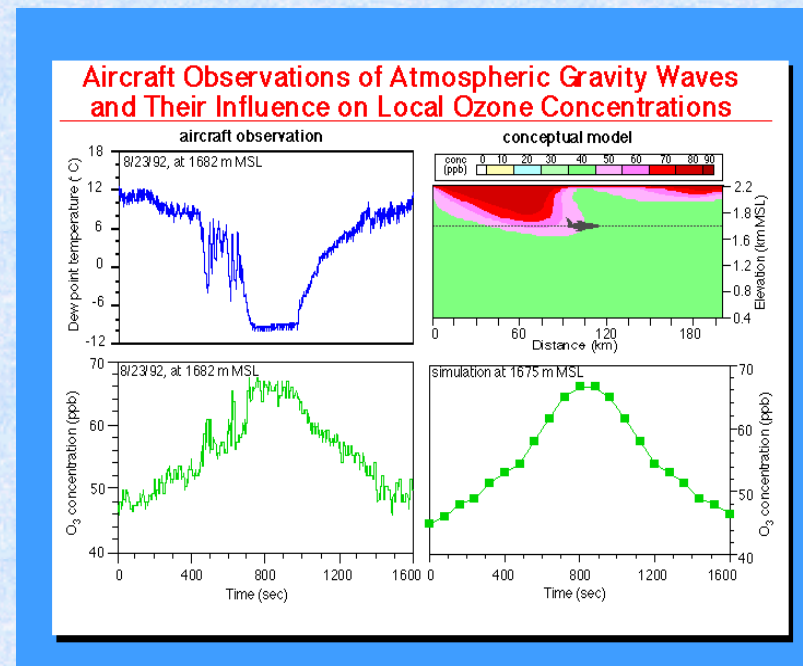 Aircraft Observations of Atmospheric Gravity Waves
and Their Influence on Local Ozone Concentrations
aircraft observation
8/23/92, at 1682 m MSL
Dew point temperature (°C)
18
12
6
0
-6
-12
conceptual model
conc (ppb) 0 10 20 30 40 50 60 70 80 90
2.2
1.8
1.6
1.2
0.8
0.4
Elevation (km MSL)
0 60 120 180
Distance (km)
8/23/92, at 1682 m MSL
O3 concentration (ppb)
70
60
50
40
0 400 800 1200 1600
Time (sec)
simulation at 1675 m MSL
70
60
50
40
O3 concentration (ppb)
0 400 800 1200 1600
Time (sec)